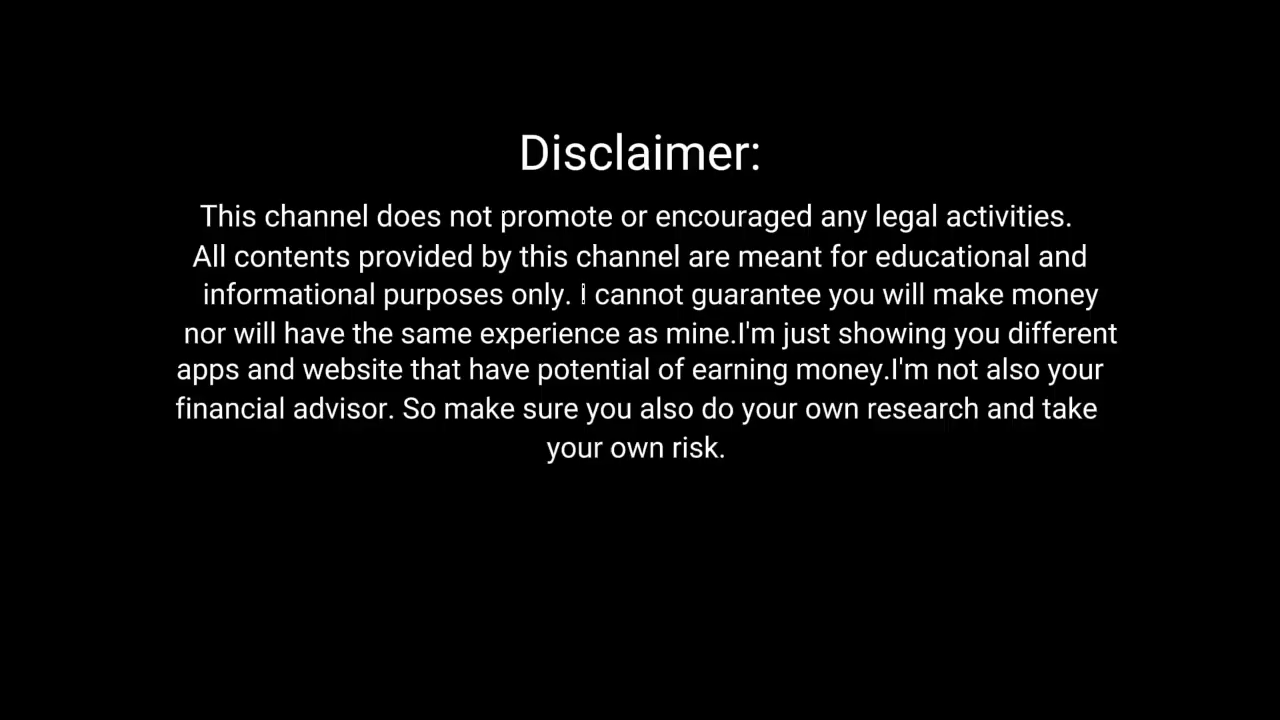 Disclaimer:
This channel does not promote or encouraged any legal activities.
All contents provided by this channel are meant for educational and
informational purposes only. I cannot guarantee you will make money
nor will have the same experience as mine.I'm just showing you different
apps and website that have potential of earning money.I'm not also your
financial advisor. So make sure you also do your own research and take
your own risk.